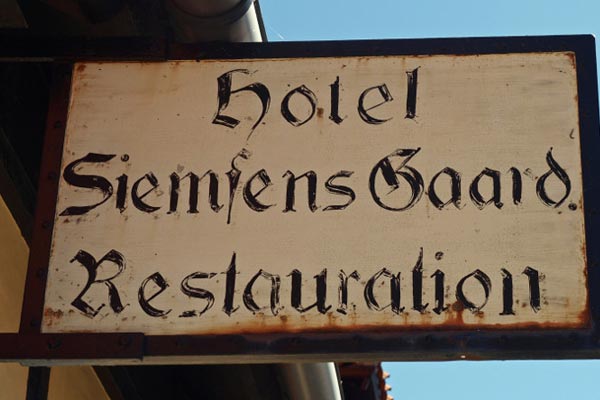 Hotel
Siemſens Gaard.
Restauration